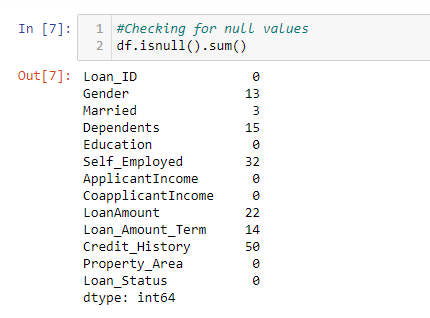 In [7]: 1 #Checking for null values
2 df.isnull().sum()
Out[7]: Loan_ID 0
Gender 13
Married 3
Dependents 15
Education 0
Self_Employed 32
ApplicantIncome 0
CoapplicantIncome 0
LoanAmount 22
Loan_Amount_Term 14
Credit_History 50
Property_Area 0
Loan_Status 0
dtype: int64